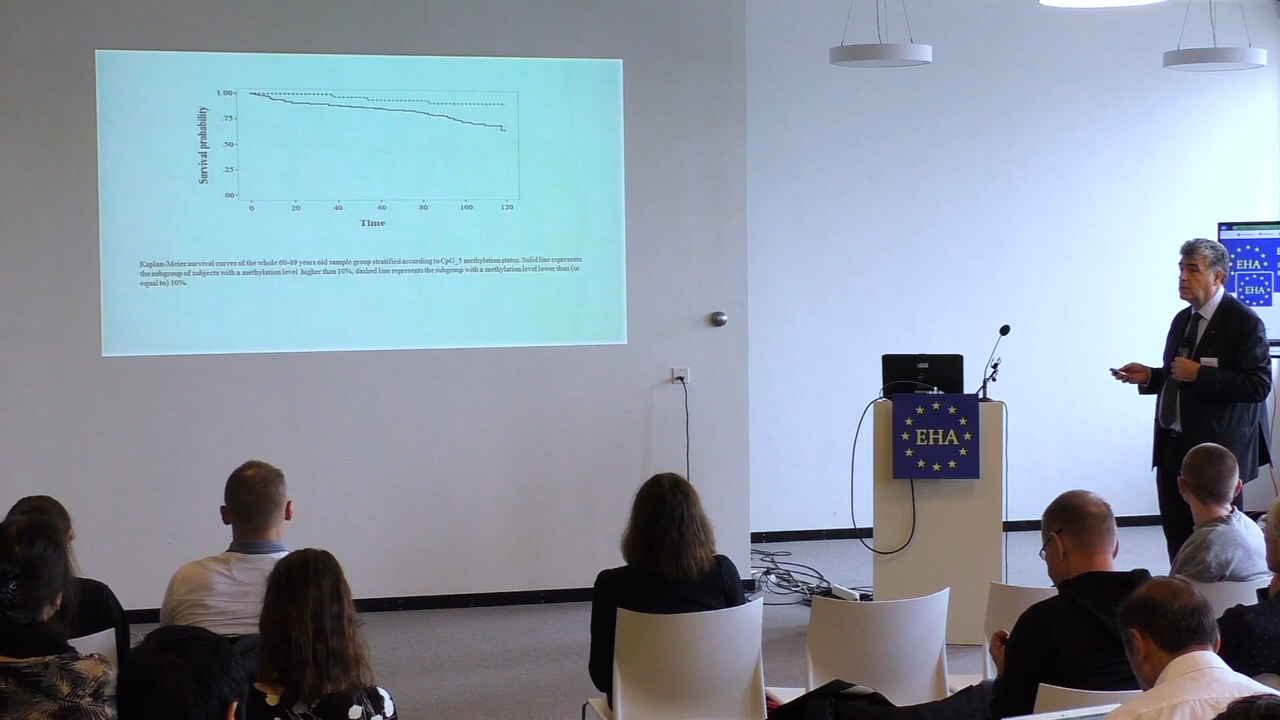 1.00
.75
.50
.25
.00
Survival probability
0 20 40 60 80 100 120
Time
Kaplan-Meier survival curves of the whole 60-89 years old sample group stratified according to CpG_5 methylation status. Solid line represents
the subgroup of subjects with a methylation level higher than 10%, dashed line represents the subgroup with a methylation level lower than (or
equal to) 10%.
EHA
EHA
EHA